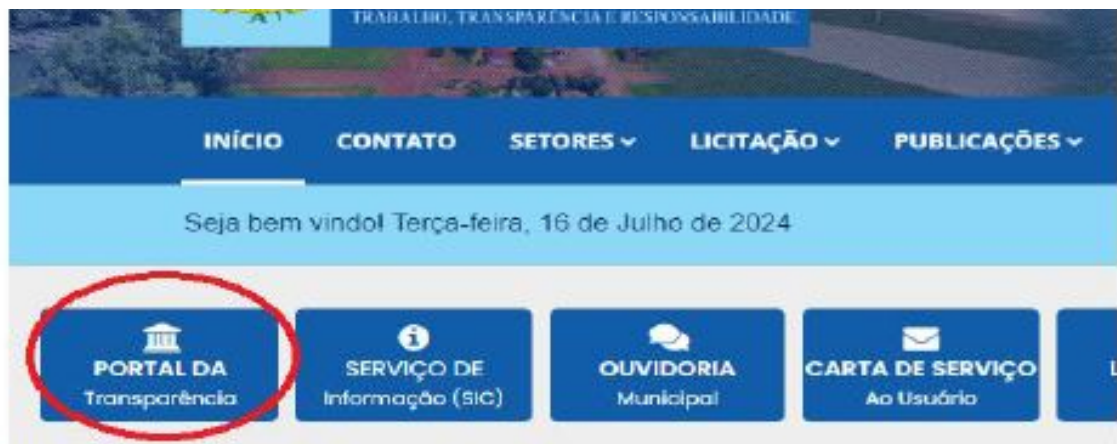 TRABALHO, TRANSPARÊNCIA E RESPONSABILIDADE
INÍCIO CONTATO SETORES LICITAÇÃO PUBLICAÇÕES
Seja bem vindo! Terça-feira, 16 de Julho de 2024
PORTAL DA
Transparência
SERVIÇO DE
Informação (SIC)
OUVIDORIA
Municipal
CARTA DE SERVIÇO
Ao Usuário